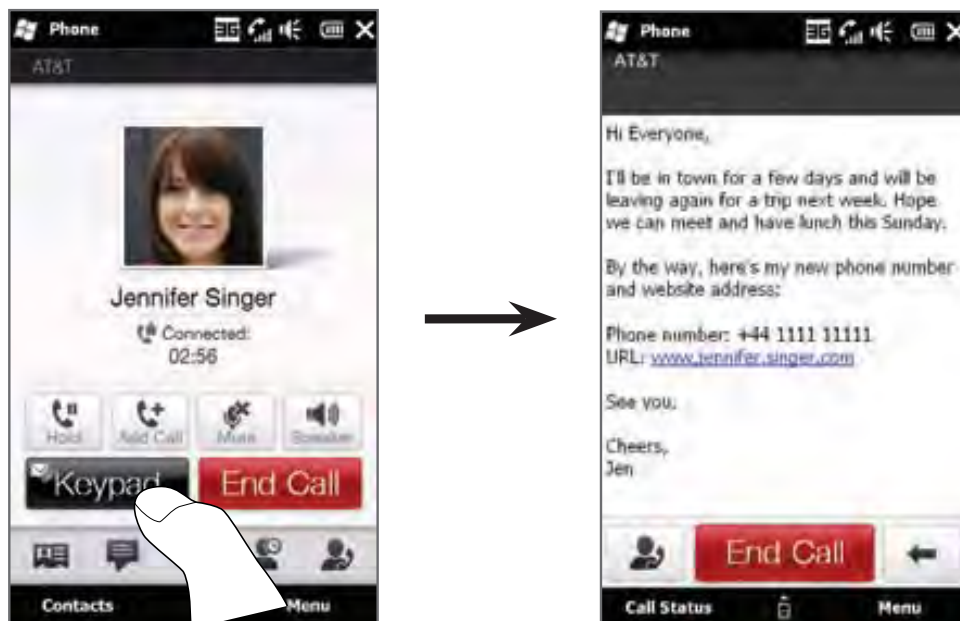 Phone
3G
AT&T
Jennifer Singer
Connected:
02:56
Hold
Add Call
Mute
Speaker
Keypad
End Call
Contacts
Menu
Phone
3G
AT&T
Hi Everyone,
I'll be in town for a few days and will be
leaving again for a trip next week. Hope
we can meet and have lunch this Sunday.
By the way, here's my new phone number
and website address:
Phone number: +44 1111 11111
URL: www.jennifer.singer.com
See you.
Cheers,
Jen
End Call
Call Status
Menu